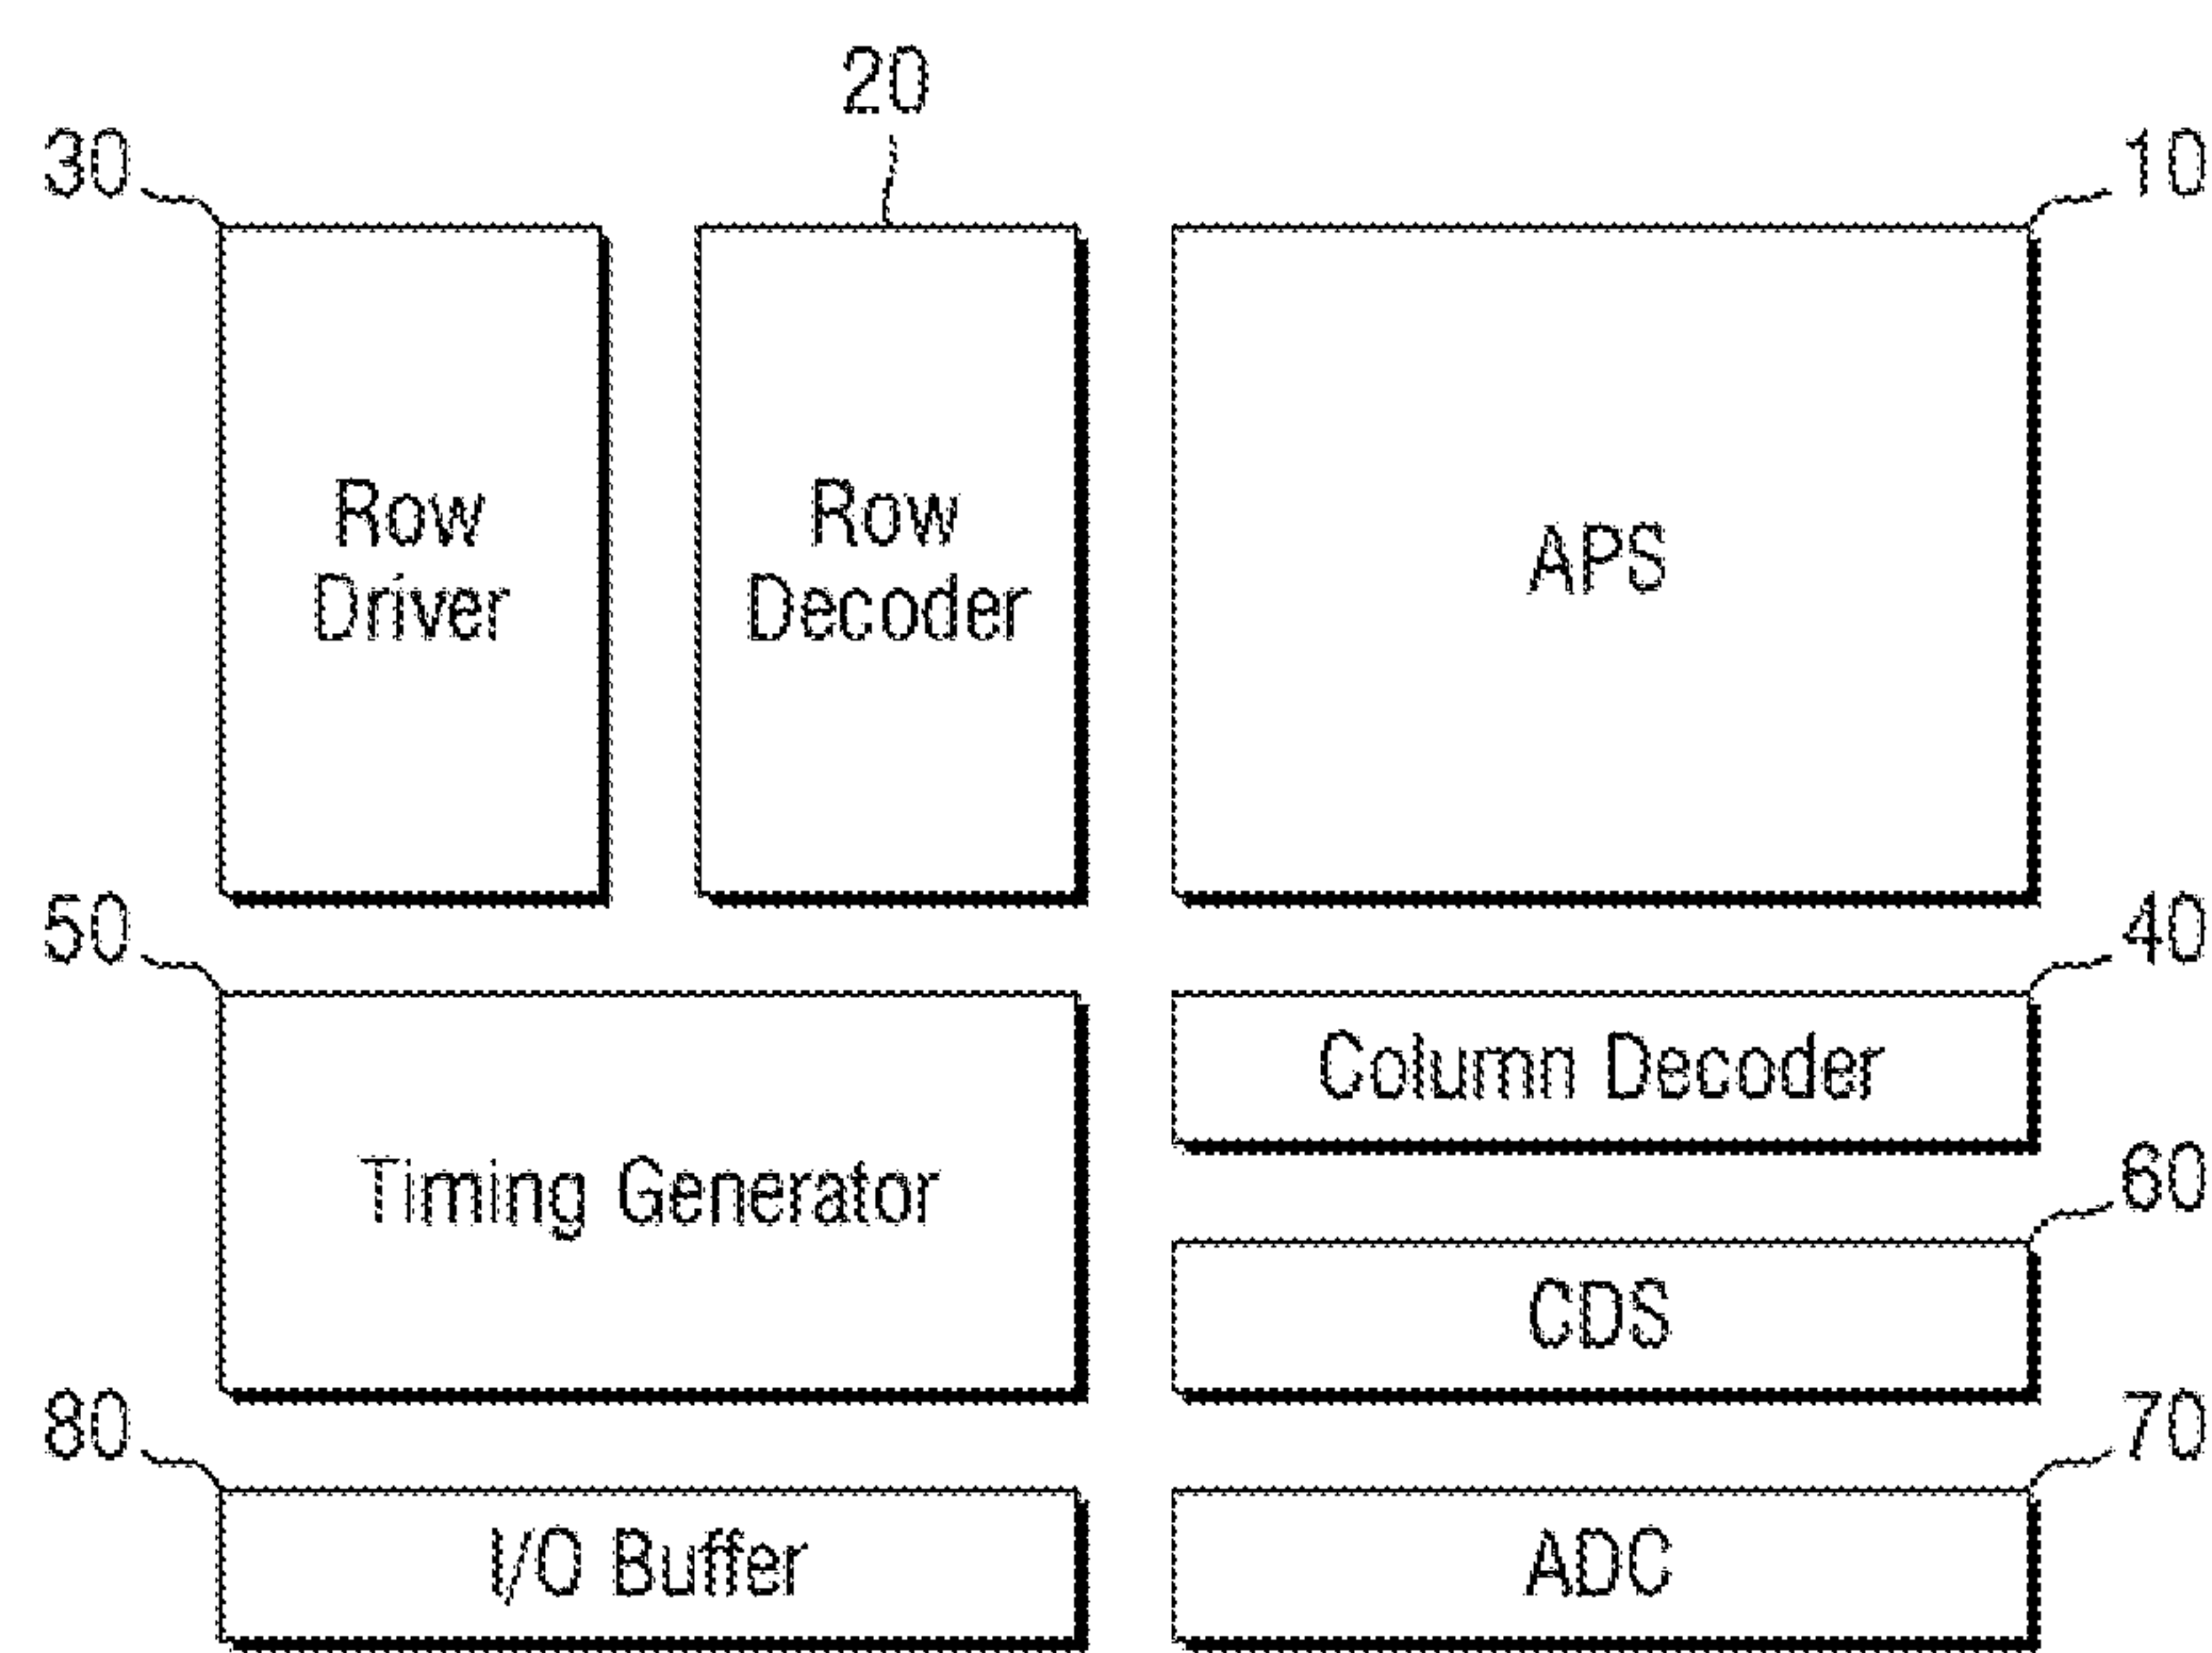 20
30
10
Row
Driver
Row
Decoder
APS
50
40
Column Decoder
Timing Generator
60
CDS
80
70
I/O Buffer
ADC